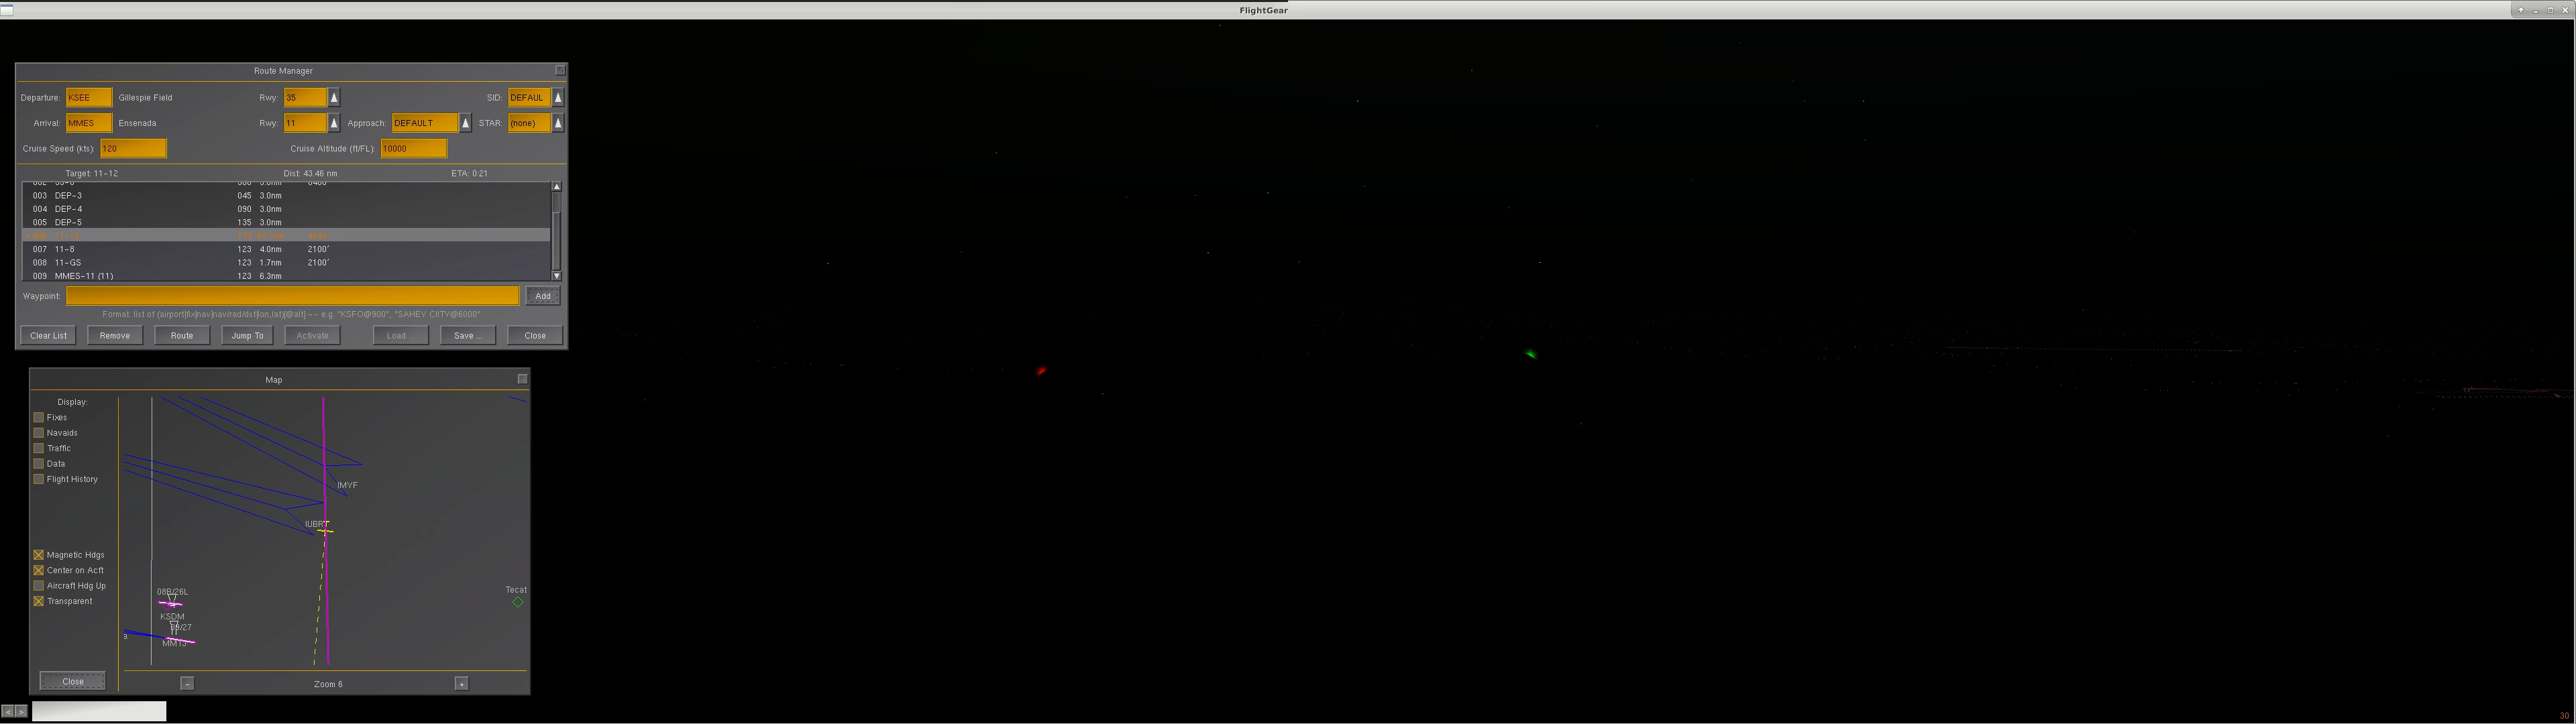 FlightGear
Route Manager
Departure: KSEE Gillespie Field Rwy: 35 SID: DEFAUL
Arrival: MMES Ensenada Rwy: 11 Approach: DEFAULT STAR: (none)
Cruise Speed (kts): 120 Cruise Altitude (ft/FL): 10000
Target: 11-12 Dist: 43.46 nm ETA: 0:21
003 DEP-3 045 3.0nm
004 DEP-4 090 3.0nm
005 DEP-5 135 3.0nm
007 11-8 123 4.0nm 2100'
008 11-GS 123 1.7nm 2100'
009 MMES-11 (11) 123 6.3nm
Waypoint: Add
Format: list of (airport|fix|nav|nav/rad/dst|lon,lat)[@alt] -- e.g. "KSFO@900", "SAHEY CIITY@6000"
Clear List Remove Route Jump To Activate Load ... Save ... Close
Map
Display:
Fixes
Navaids
Traffic
Data
Flight History
Magnetic Hdgs
Center on Acft
Aircraft Hdg Up
Transparent
Close
IMYF
Tecat
KSDM
- Zoom 6 +
< >
30